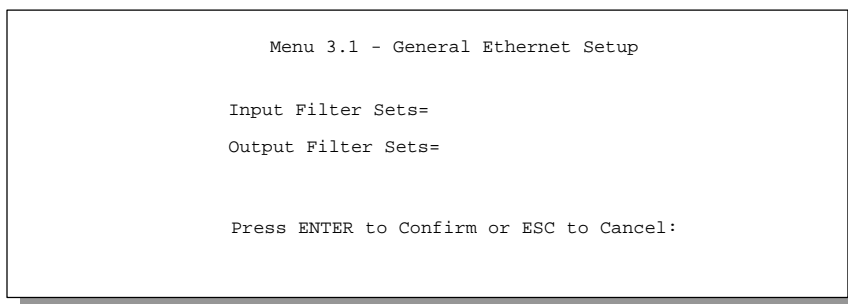 Menu 3.1 - General Ethernet Setup
Input Filter Sets=
Output Filter Sets=
Press ENTER to Confirm or ESC to Cancel: